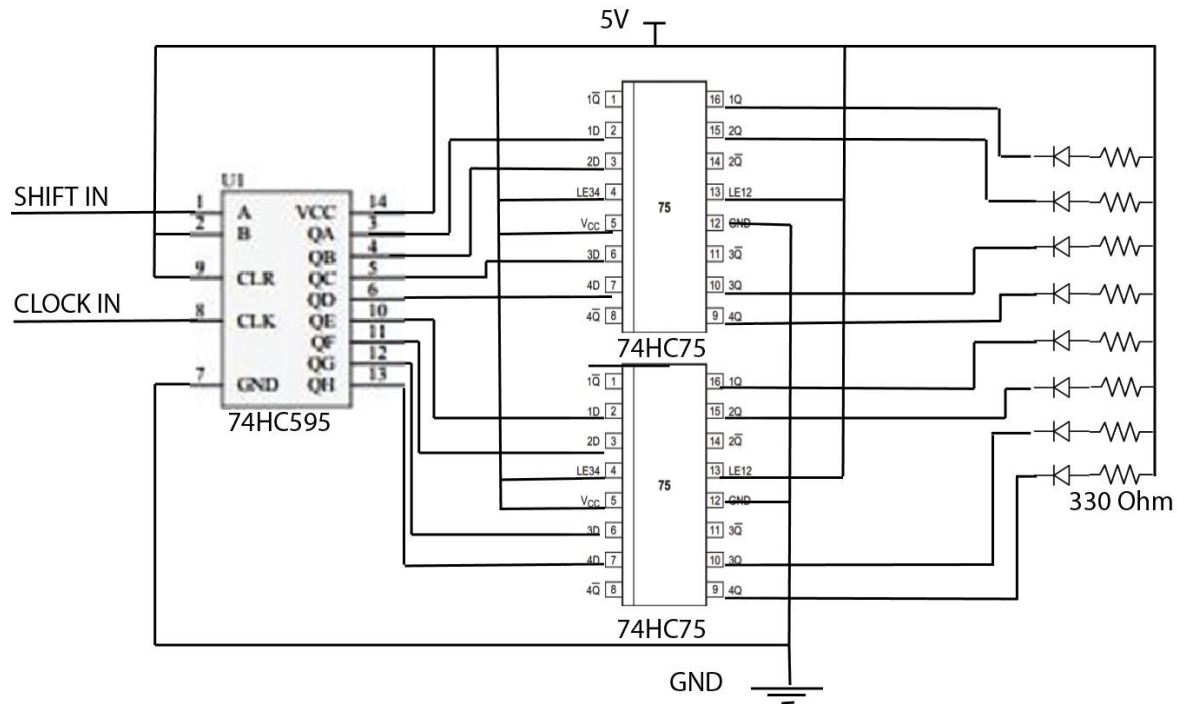 5V
U1
SHIFT IN
CLOCK IN
1 A VCC 14
2 B QA 3
QB 4
9 CLR QC 5
QD 6
8 CLK QE 10
QF 11
QG 12
7 GND QH 13
74HC595
1Q̅ 1 16 1Q
1D 2 15 2Q
2D 3 14 2Q̅
LE34 4 75 13 LE12
VCC 5 12 GND
3D 6 11 3Q̅
4D 7 10 3Q
4Q̅ 8 9 4Q
74HC75
1Q̅ 1 16 1Q
1D 2 15 2Q
2D 3 14 2Q̅
LE34 4 75 13 LE12
VCC 5 12 GND
3D 6 11 3Q̅
4D 7 10 3Q
4Q̅ 8 9 4Q
74HC75
330 Ohm
GND